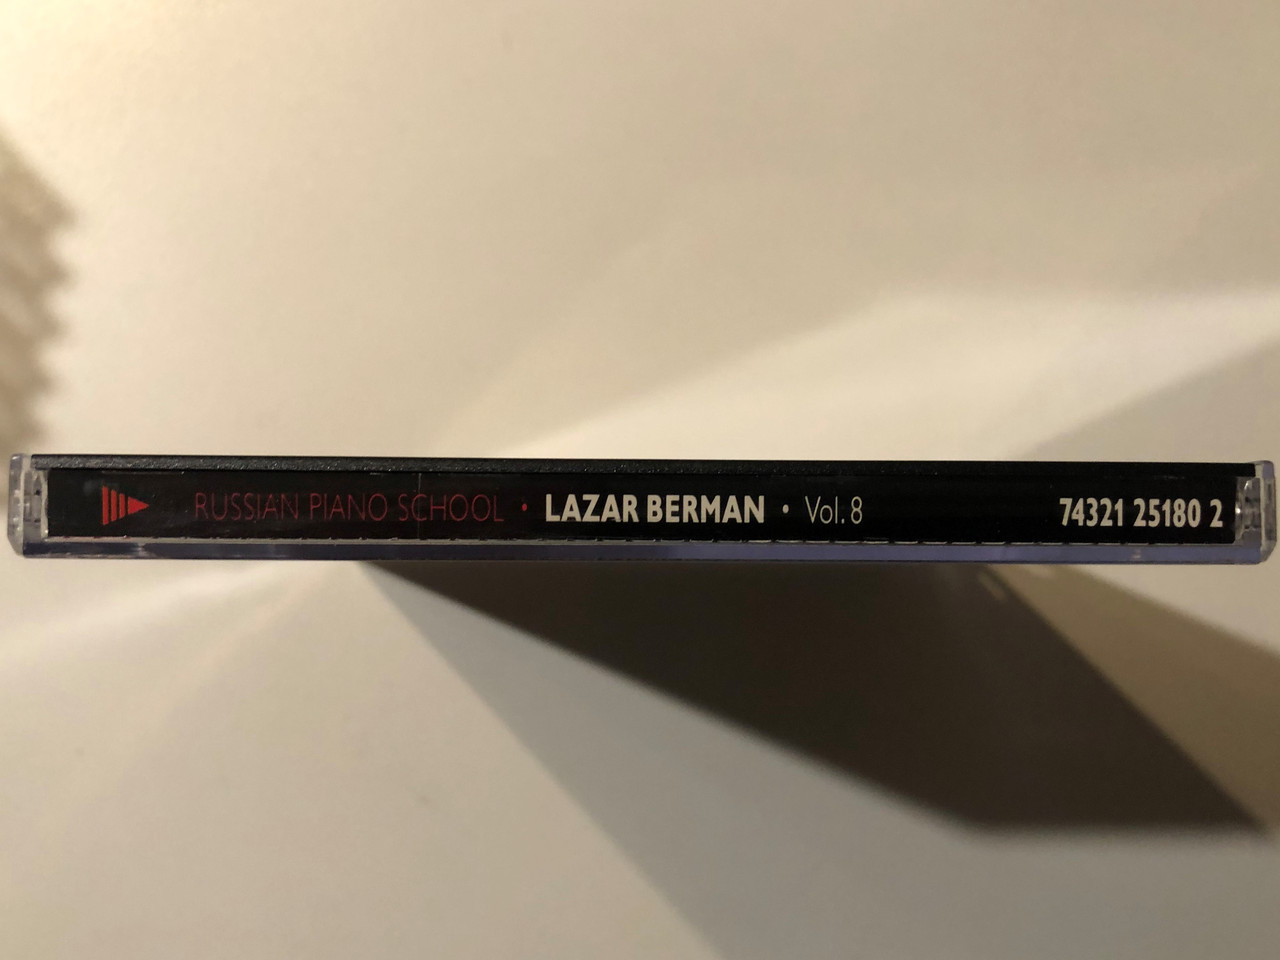 RUSSIAN PIANO SCHOOL • LAZAR BERMAN • Vol. 8 74321 25180 2